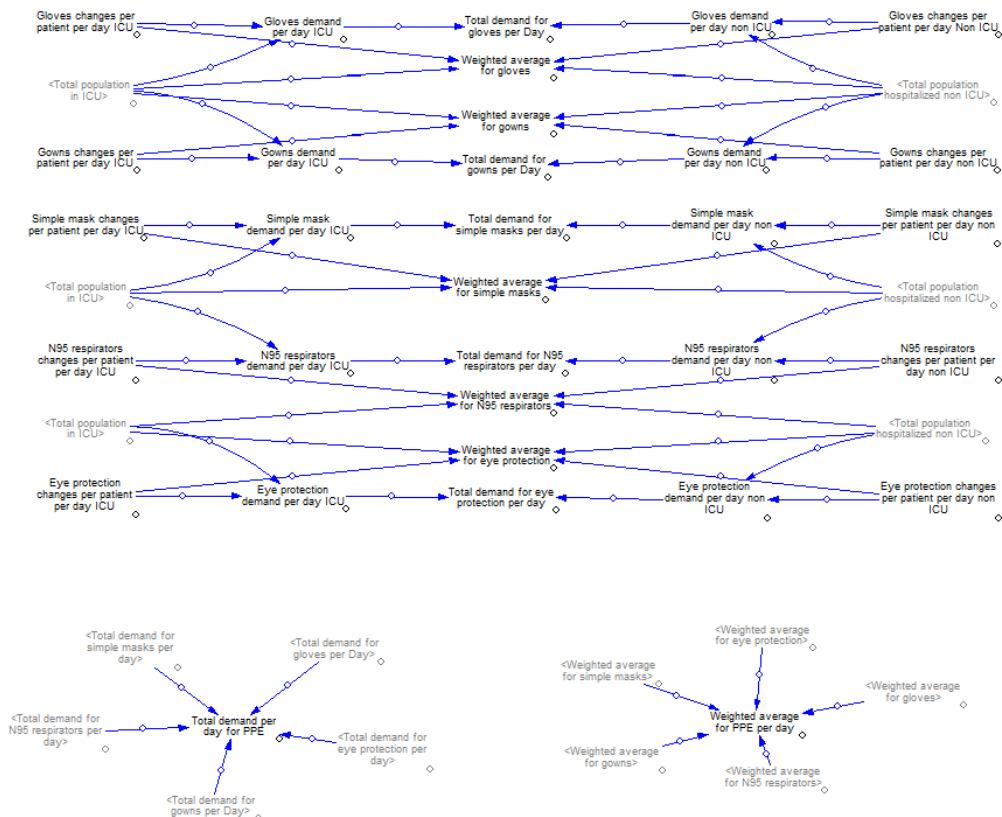 Gloves changes per
patient per day ICU
Gloves demand
per day ICU
Total demand for
gloves per Day
Gloves demand
per day non ICU
Gloves changes per
patient per day Non ICU
Weighted average
for gloves
<Total population
in ICU>
<Total population
hospitalized non ICU>
Weighted average
for gowns
Gowns changes per
patient per day ICU
Gowns demand
per day ICU
Total demand for
gowns per Day
Gowns demand
per day non ICU
Gowns changes per
patient per day non ICU
Simple mask changes
per patient per day ICU
Simple mask
demand per day ICU
Total demand for
simple masks per day
Simple mask
demand per day non
ICU
Simple mask changes
per patient per day non
ICU
<Total population
in ICU>
Weighted average
for simple masks
<Total population
hospitalized non ICU>
N95 respirators
changes per patient
per day ICU
N95 respirators
demand per day ICU
Total demand for N95
respirators per day
N95 respirators
demand per day non
ICU
N95 respirators
changes per patient per
day non ICU
Weighted average
for N95 respirators
<Total population
in ICU>
<Total population
hospitalized non ICU>
Weighted average
for eye protection
Eye protection
changes per patient
per day ICU
Eye protection
demand per day ICU
Total demand for eye
protection per day
Eye protection
demand per day non
ICU
Eye protection changes
per patient per day non
ICU
<Total demand for
simple masks per
day>
<Total demand for
gloves per Day>
<Total demand for
N95 respirators per
day>
Total demand per
day for PPE
<Total demand for
eye protection per
day>
<Total demand for
gowns per Day>
<Weighted average
for eye protection>
<Weighted average
for simple masks>
<Weighted average
for gloves>
Weighted average
for PPE per day
<Weighted average
for gowns>
<Weighted average
for N95 respirators>